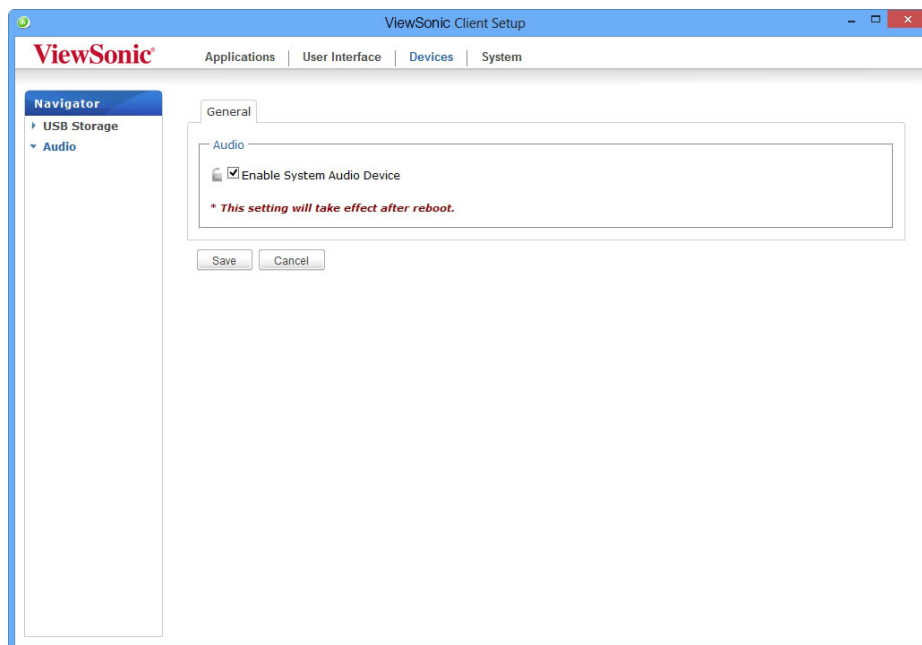 ViewSonic Client Setup
ViewSonic®
Applications | User Interface | Devices | System
Navigator
USB Storage
Audio
General
Audio
Enable System Audio Device
* This setting will take effect after reboot.
Save
Cancel